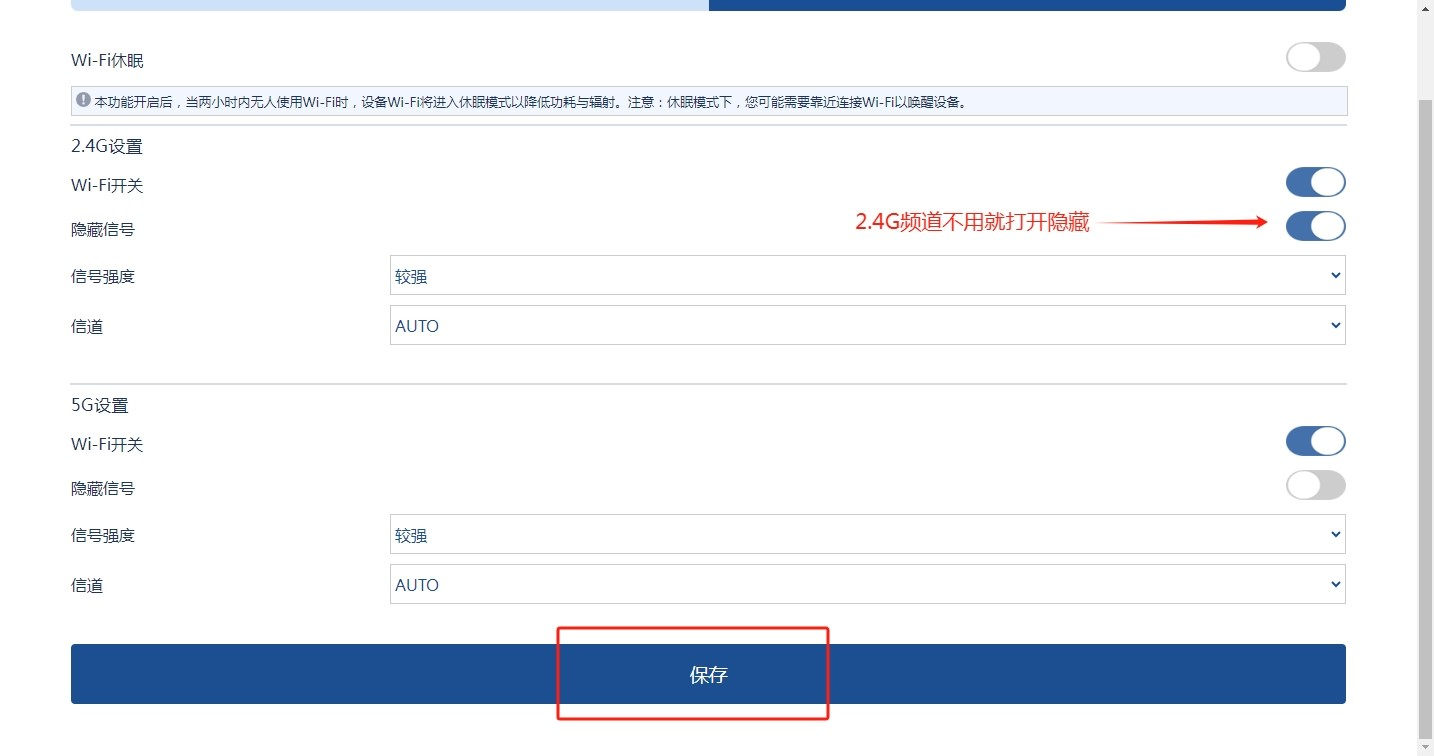 Wi-Fi休眠
本功能开启后，当两小时内无人使用Wi-Fi时，设备Wi-Fi将进入休眠模式以降低功耗与辐射。注意：休眠模式下，您可能需要靠近连接Wi-Fi以唤醒设备。
2.4G设置
Wi-Fi开关
隐藏信号
2.4G频道不用就打开隐藏
信号强度
较强
信道
AUTO
5G设置
Wi-Fi开关
隐藏信号
信号强度
较强
信道
AUTO
保存